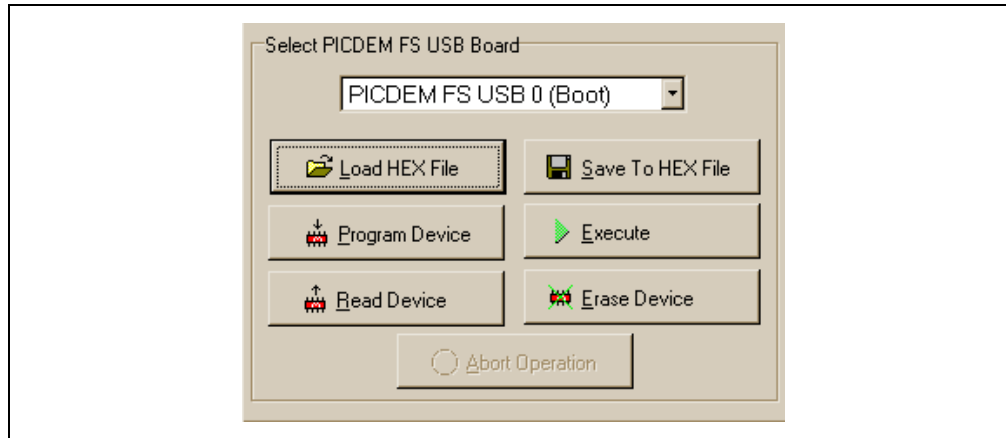 Select PICDEM FS USB Board
PICDEM FS USB 0 (Boot)
Load HEX File
Save To HEX File
Program Device
Execute
Read Device
Erase Device
Abort Operation